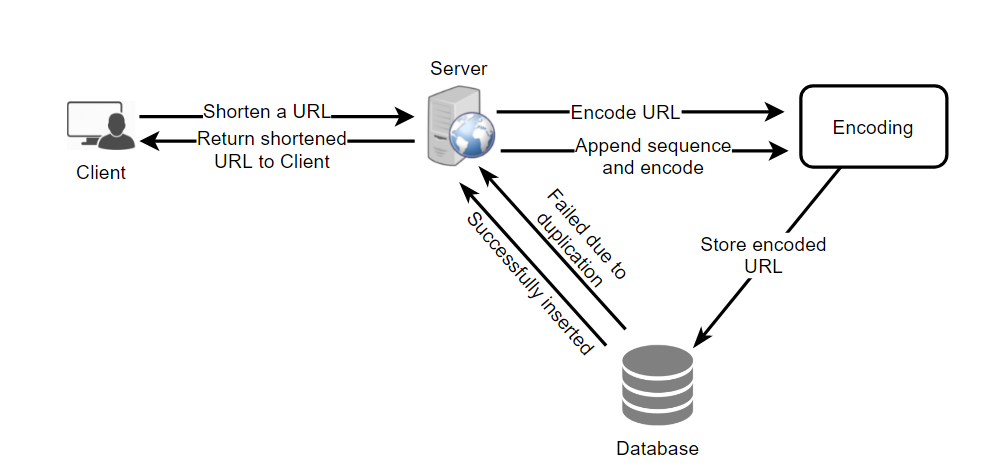 Server
Shorten a URL
Encode URL
Encoding
Return shortened
URL to Client
Append sequence
and encode
Client
Failed due to
duplication
Successfully inserted
Store encoded
URL
Database